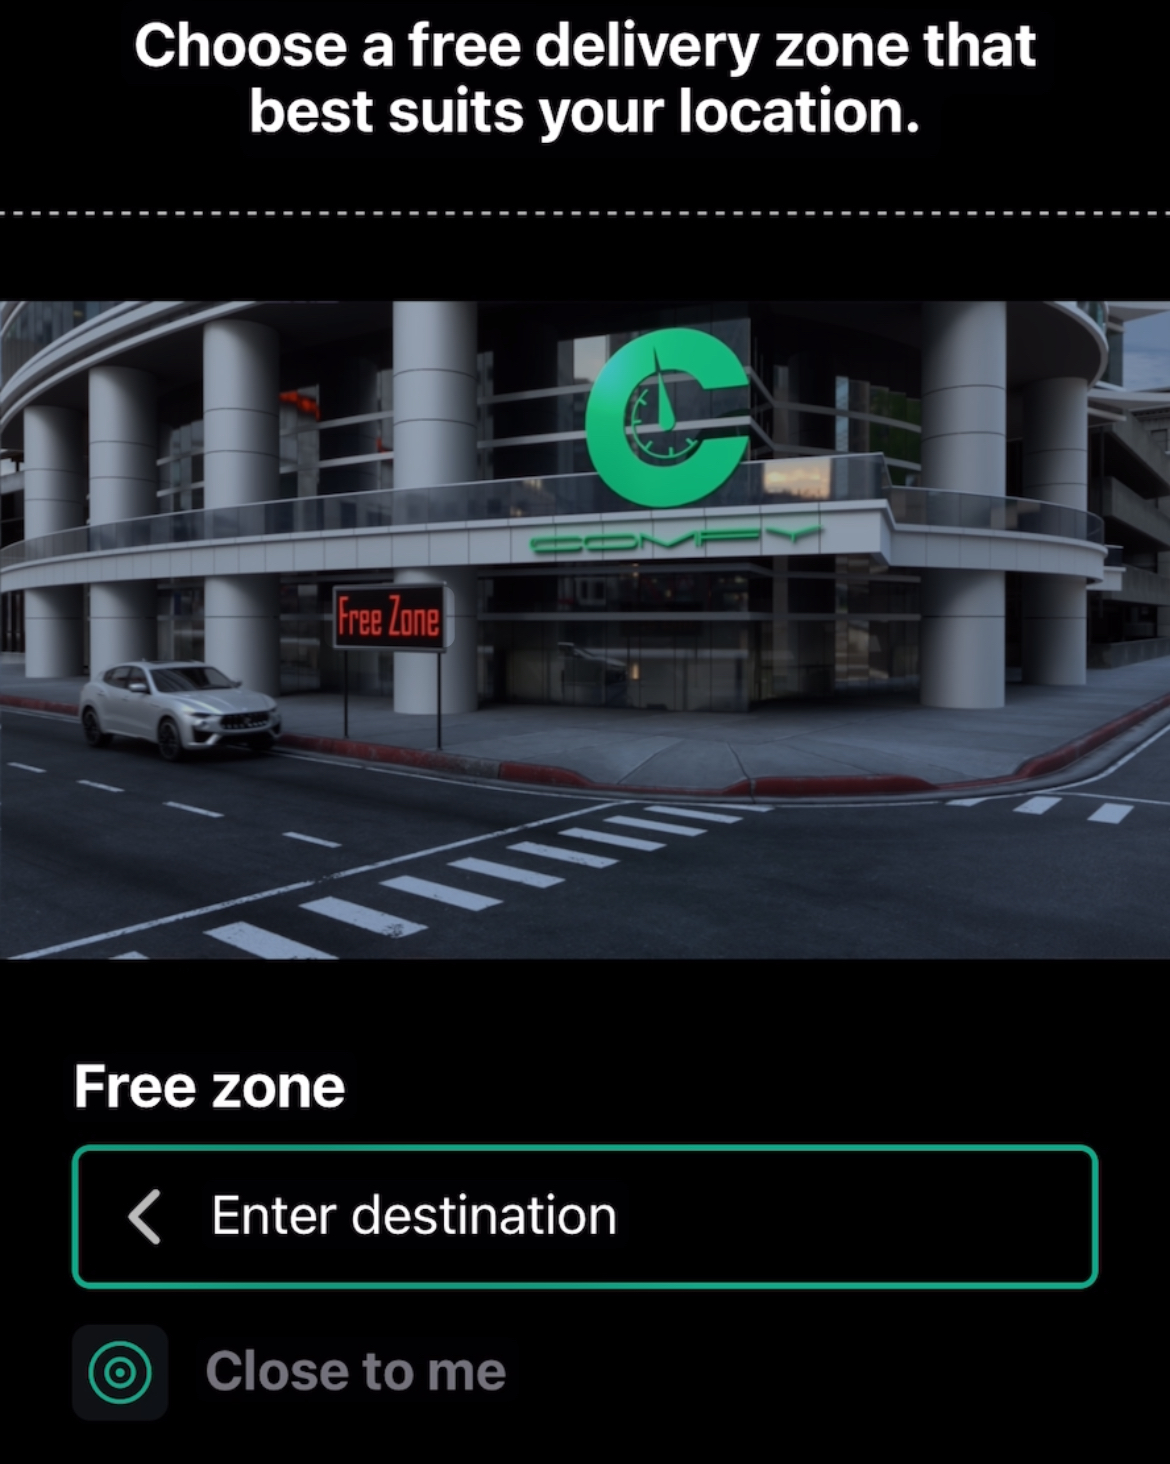 Choose a free delivery zone that
best suits your location.
COMFY
Free Zone
Free zone
Enter destination
Close to me